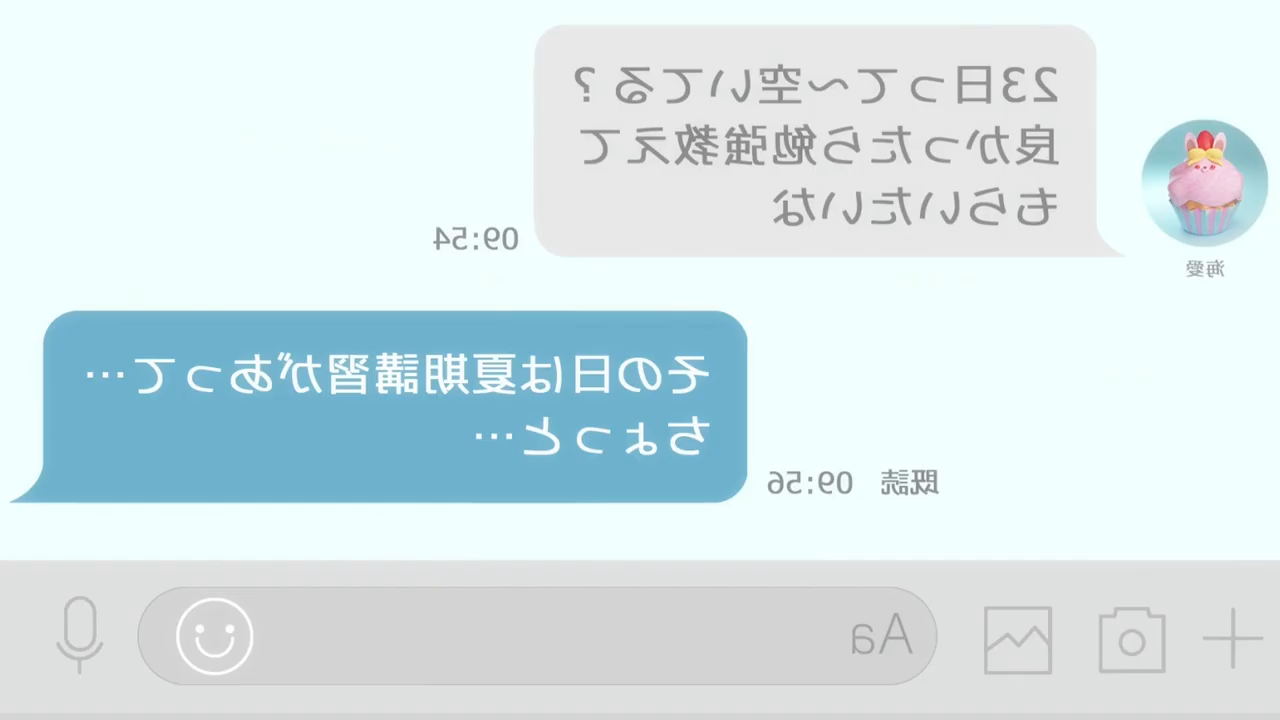 23日って〜空いてる？
良かったら勉強教えて
もらいたいな
09:54
海愛
その日は夏期講習があって…
ちょっと…
既読 09:56
Aa